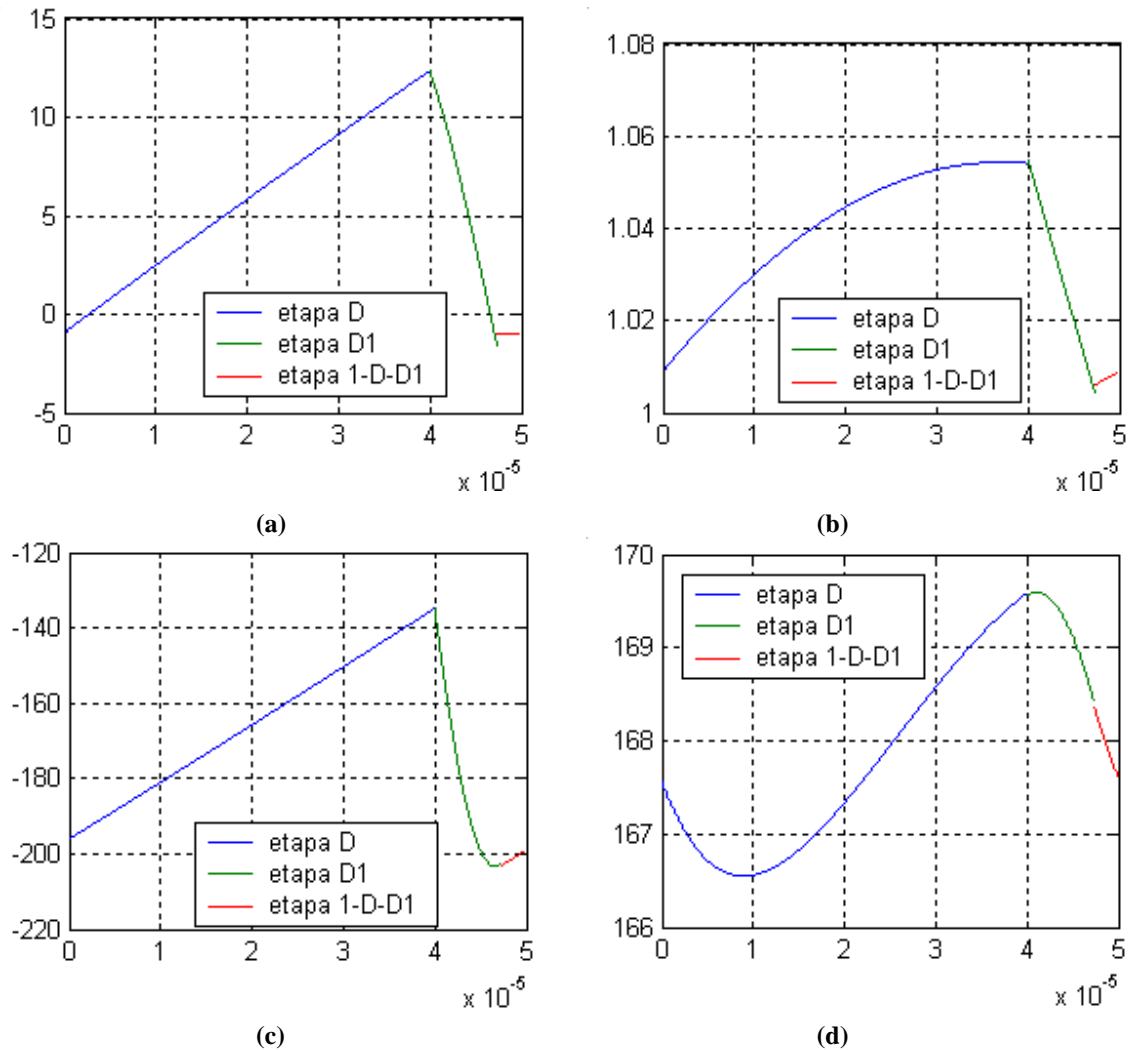 15
10
5
0
-5
etapa D
etapa D1
etapa 1-D-D1
0 1 2 3 4 5
x 10-5
(a)
1.08
1.06
1.04
1.02
1
etapa D
etapa D1
etapa 1-D-D1
0 1 2 3 4 5
x 10-5
(b)
-120
-140
-160
-180
-200
-220
etapa D
etapa D1
etapa 1-D-D1
0 1 2 3 4 5
x 10-5
(c)
170
169
168
167
166
etapa D
etapa D1
etapa 1-D-D1
0 1 2 3 4 5
x 10-5
(d)